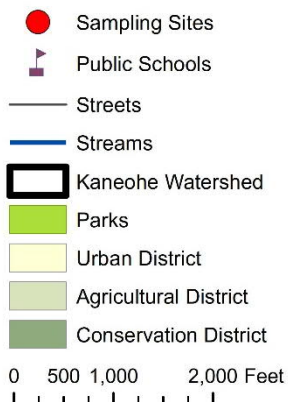 Sampling Sites
Public Schools
Streets
Streams
Kaneohe Watershed
Parks
Urban District
Agricultural District
Conservation District
0 500 1,000 2,000 Feet